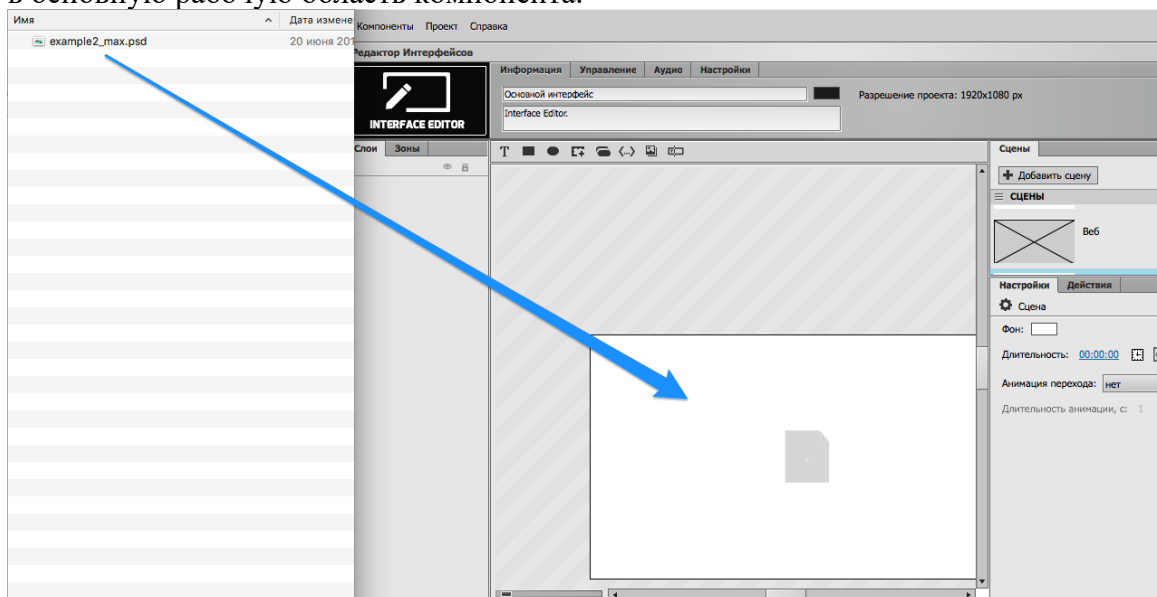 в основную рабочую область компонента.
Имя
Дата измене
example2_max.psd
20 июня 201
Компоненты Проект Справка
Редактор Интерфейсов
INTERFACE EDITOR
Информация Управление Аудио Настройки
Основной интерфейс
Разрешение проекта: 1920x1080 px
Interface Editor.
Слои Зоны
T
Сцены
Добавить сцену
СЦЕНЫ
Веб
Настройки Действия
Сцена
Фон:
Длительность: 00:00:00
Анимация перехода: нет
Длительность анимации, с: 1